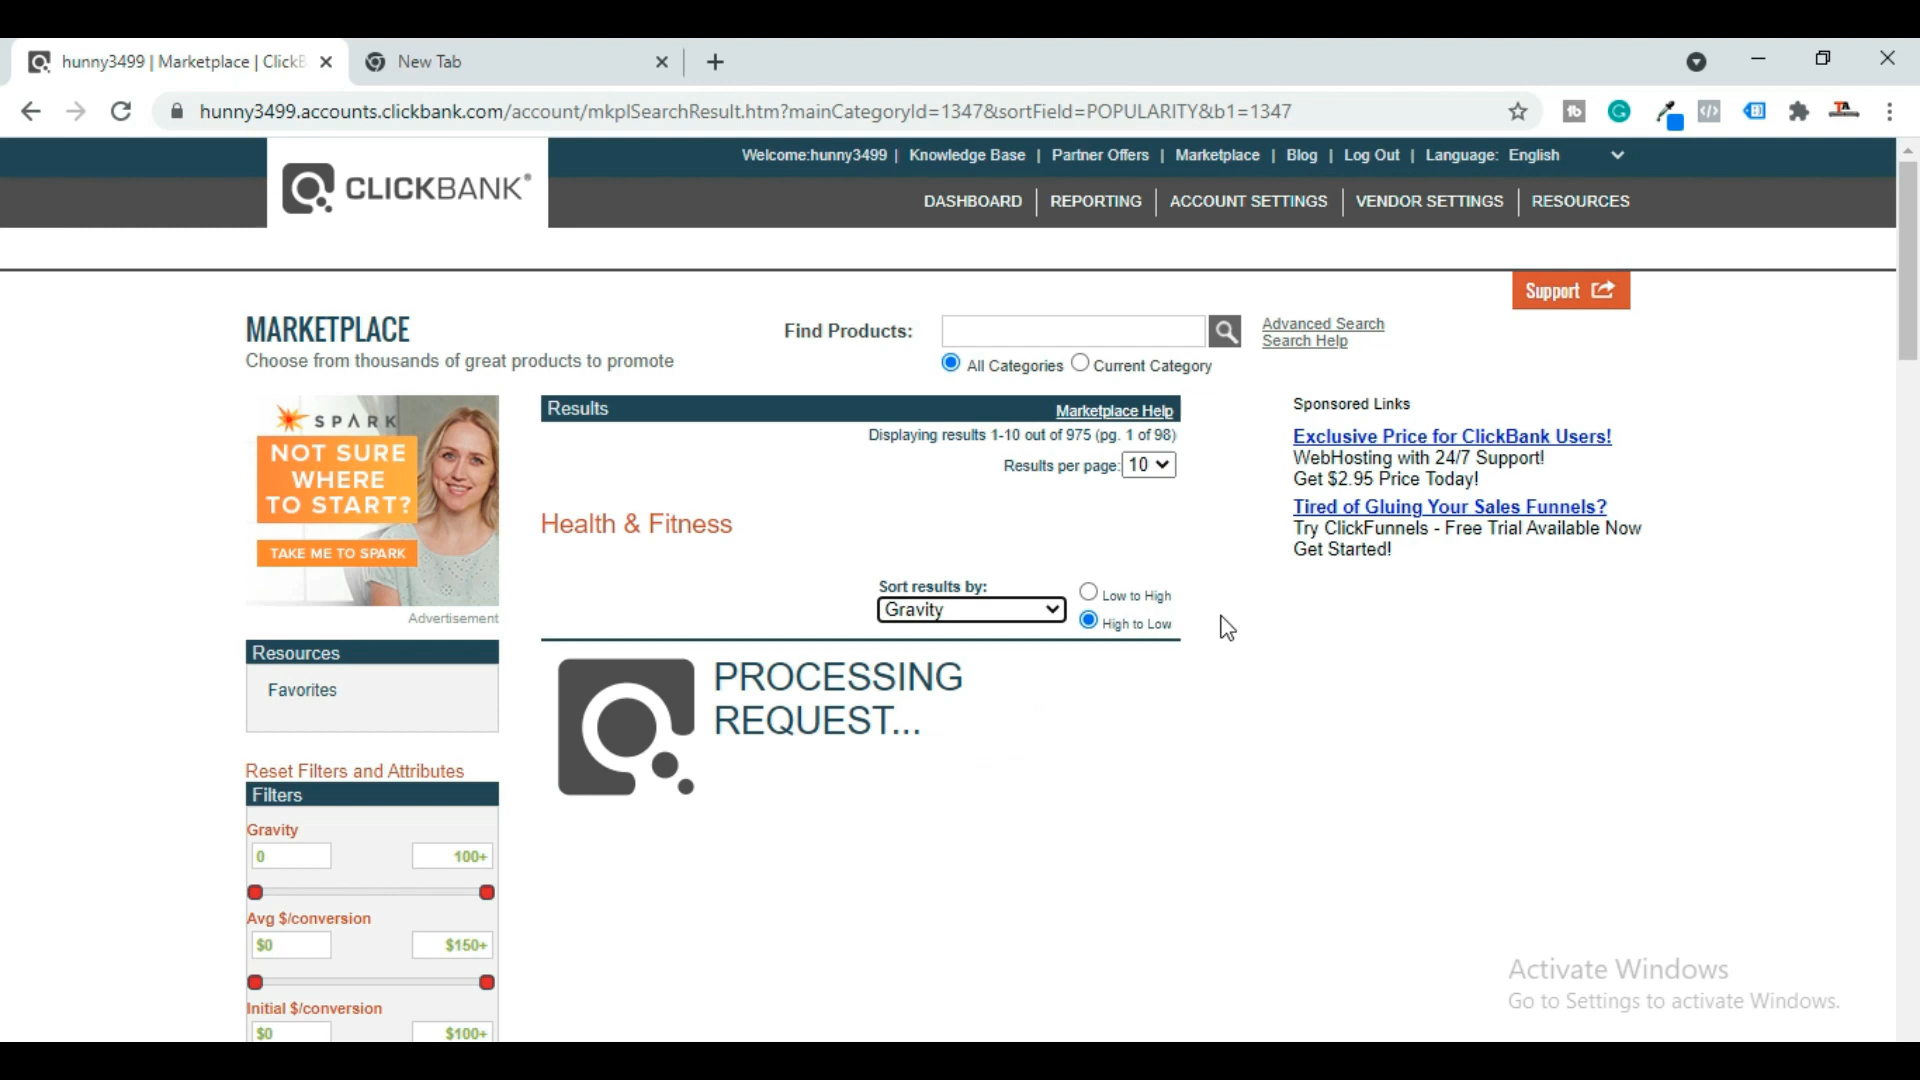 hunny3499 | Marketplace | ClickB
New Tab
hunny3499.accounts.clickbank.com/account/mkplSearchResult.htm?mainCategoryId=1347&sortField=POPULARITY&b1=1347
Welcome:hunny3499 | Knowledge Base | Partner Offers | Marketplace | Blog | Log Out | Language: English
CLICKBANK®
DASHBOARD | REPORTING | ACCOUNT SETTINGS | VENDOR SETTINGS | RESOURCES
Support
MARKETPLACE
Choose from thousands of great products to promote
Find Products:
Advanced Search
Search Help
All Categories
Current Category
SPARK
NOT SURE
WHERE
TO START?
TAKE ME TO SPARK
Advertisement
Resources
Favorites
Reset Filters and Attributes
Filters
Gravity
0
100+
Avg $/conversion
$0
$150+
Initial $/conversion
$0
$100+
Results
Marketplace Help
Displaying results 1-10 out of 975 (pg. 1 of 98)
Results per page: 10
Health & Fitness
Sort results by:
Gravity
Low to High
High to Low
PROCESSING
REQUEST...
Sponsored Links
Exclusive Price for ClickBank Users!
WebHosting with 24/7 Support!
Get $2.95 Price Today!
Tired of Gluing Your Sales Funnels?
Try ClickFunnels - Free Trial Available Now
Get Started!
Activate Windows
Go to Settings to activate Windows.